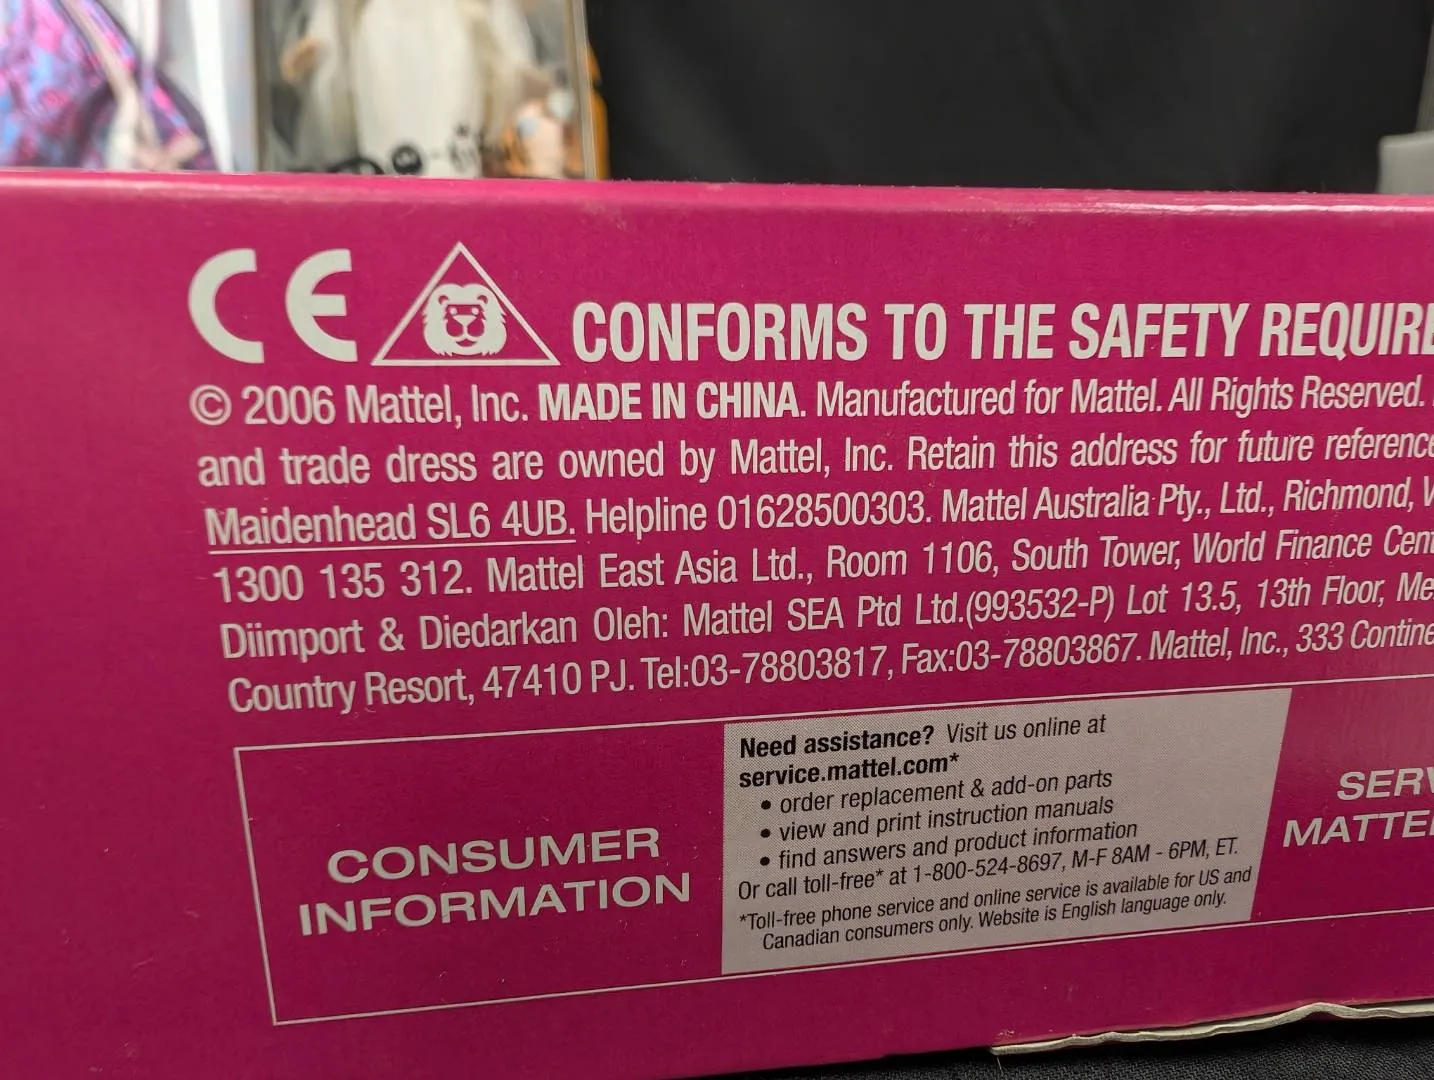 CE CONFORMS TO THE SAFETY
© 2006 Mattel, Inc. MADE IN CHINA. Manufactured for Mattel. All Rights Reserved.
and trade dress are owned by Mattel, Inc. Retain this address for future
Maidenhead SL6 4UB. Helpline 01628500303. Mattel Australia Pty., Ltd., Richmond,
1300 135 312. Mattel East Asia Ltd., Room 1106, South Tower, World Finance
Diimport & Diedarkan Oleh: Mattel SEA Ptd Ltd.(993532-P) Lot 13.5, 13th Floor,
Country Resort, 47410 PJ. Tel:03-78803817, Fax:03-78803867. Mattel, Inc., 333
CONSUMER
INFORMATION
Need assistance? Visit us online at
service.mattel.com*
• order replacement & add-on parts
• view and print instruction manuals
• find answers and product information
Or call toll-free* at 1-800-524-8697, M-F 8AM - 6PM, ET.
*Toll-free phone service and online service is available for US and
Canadian consumers only. Website is English language only.